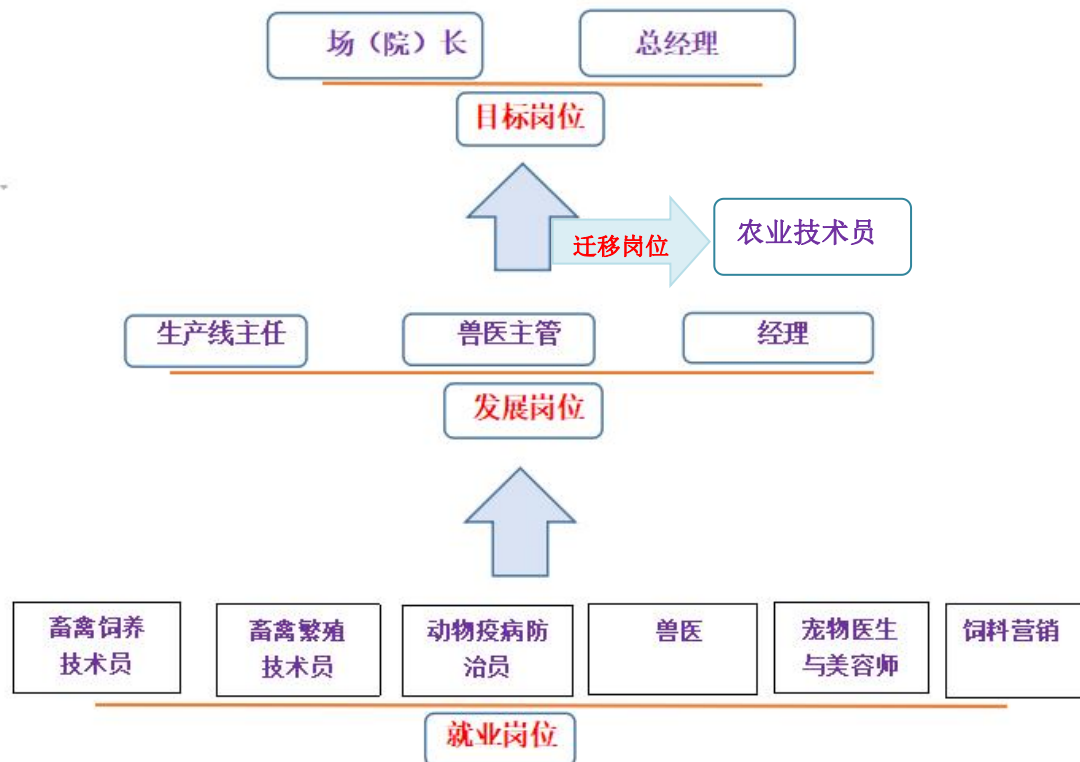 场（院）长
总经理
目标岗位
迁移岗位
农业技术员
生产线主任
兽医主管
经理
发展岗位
畜禽饲养
技术员
畜禽繁殖
技术员
动物疫病防
治员
兽医
宠物医生
与美容师
饲料营销
就业岗位